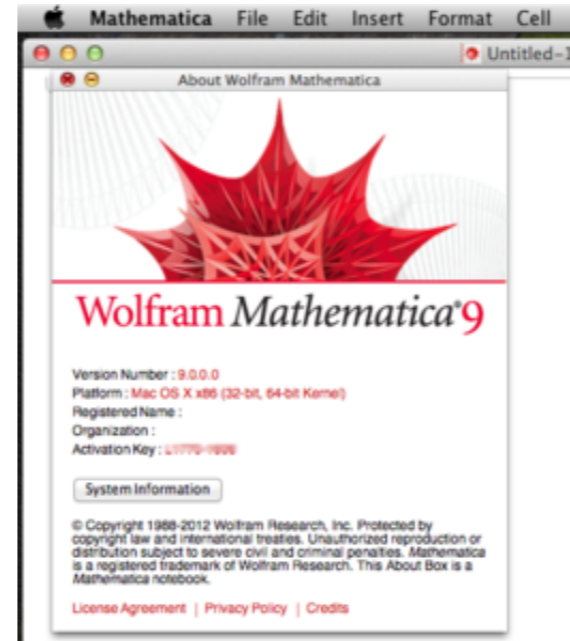 Mathematica File Edit Insert Format Cell
Untitled-1
About Wolfram Mathematica
Wolfram Mathematica®9
Version Number : 9.0.0.0
Platform : Mac OS X x86 (32-bit, 64-bit Kernel)
Registered Name :
Organization :
Activation Key :
System Information
© Copyright 1988-2012 Wolfram Research, Inc. Protected by
copyright law and international treaties. Unauthorized reproduction or
distribution subject to severe civil and criminal penalties. Mathematica
is a registered trademark of Wolfram Research. This About Box is a
Mathematica notebook.
License Agreement | Privacy Policy | Credits